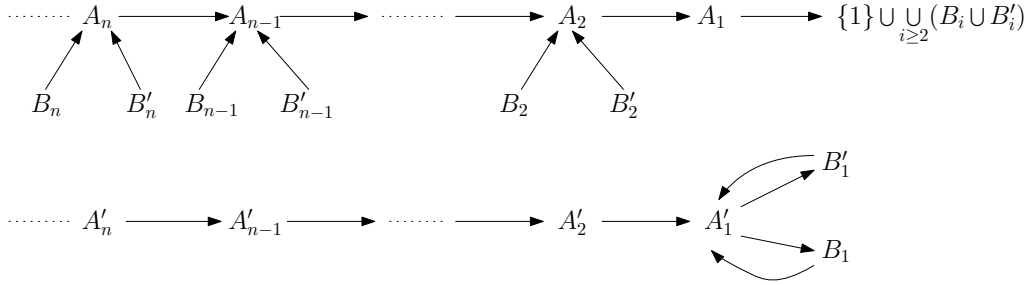 A_n A_{n−1} A_2 A_1 {1} ∪ ∪_{i≥2} (B_i ∪ B′_i)
B_n B′_n B_{n−1} B′_{n−1} B_2 B′_2
B′_1
A′_n A′_{n−1} A′_2 A′_1
B_1